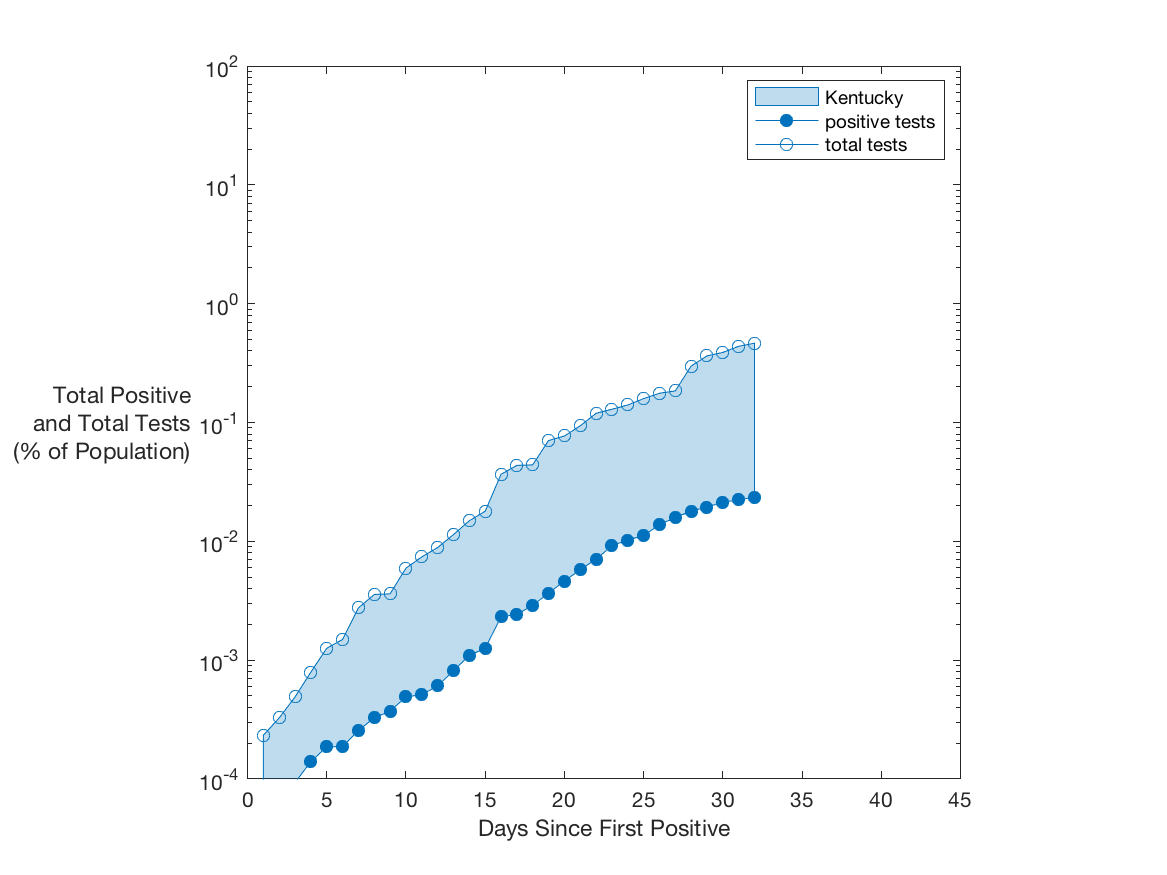 10^2
10^1
10^0
10^-1
10^-2
10^-3
10^-4
Total Positive
and Total Tests
(% of Population)
Kentucky
positive tests
total tests
0 5 10 15 20 25 30 35 40 45
Days Since First Positive